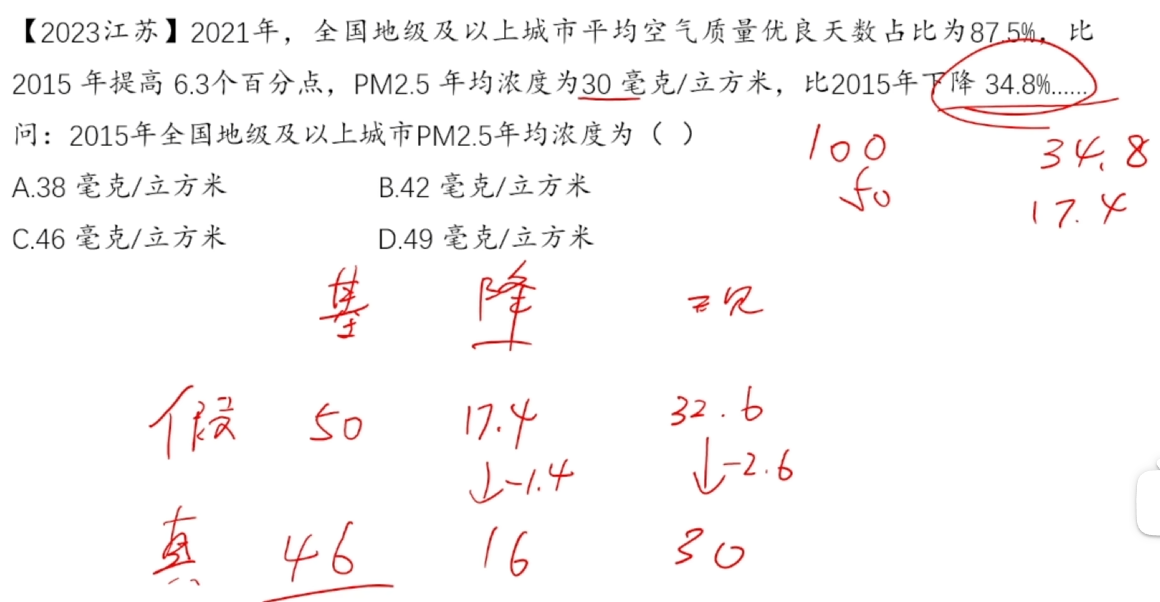 【2023江苏】2021年，全国地级及以上城市平均空气质量优良天数占比为87.5%，比
2015 年提高 6.3个百分点，PM2.5 年均浓度为30 毫克/立方米，比2015年下降 34.8%……
问：2015年全国地级及以上城市PM2.5年均浓度为（ ）
100 34.8
A.38 毫克/立方米 B.42 毫克/立方米
50 17.4
C.46 毫克/立方米 D.49 毫克/立方米
基 降 现
假 50 17.4 32.6
↓-1.4 ↓-2.6
真 46 16 30